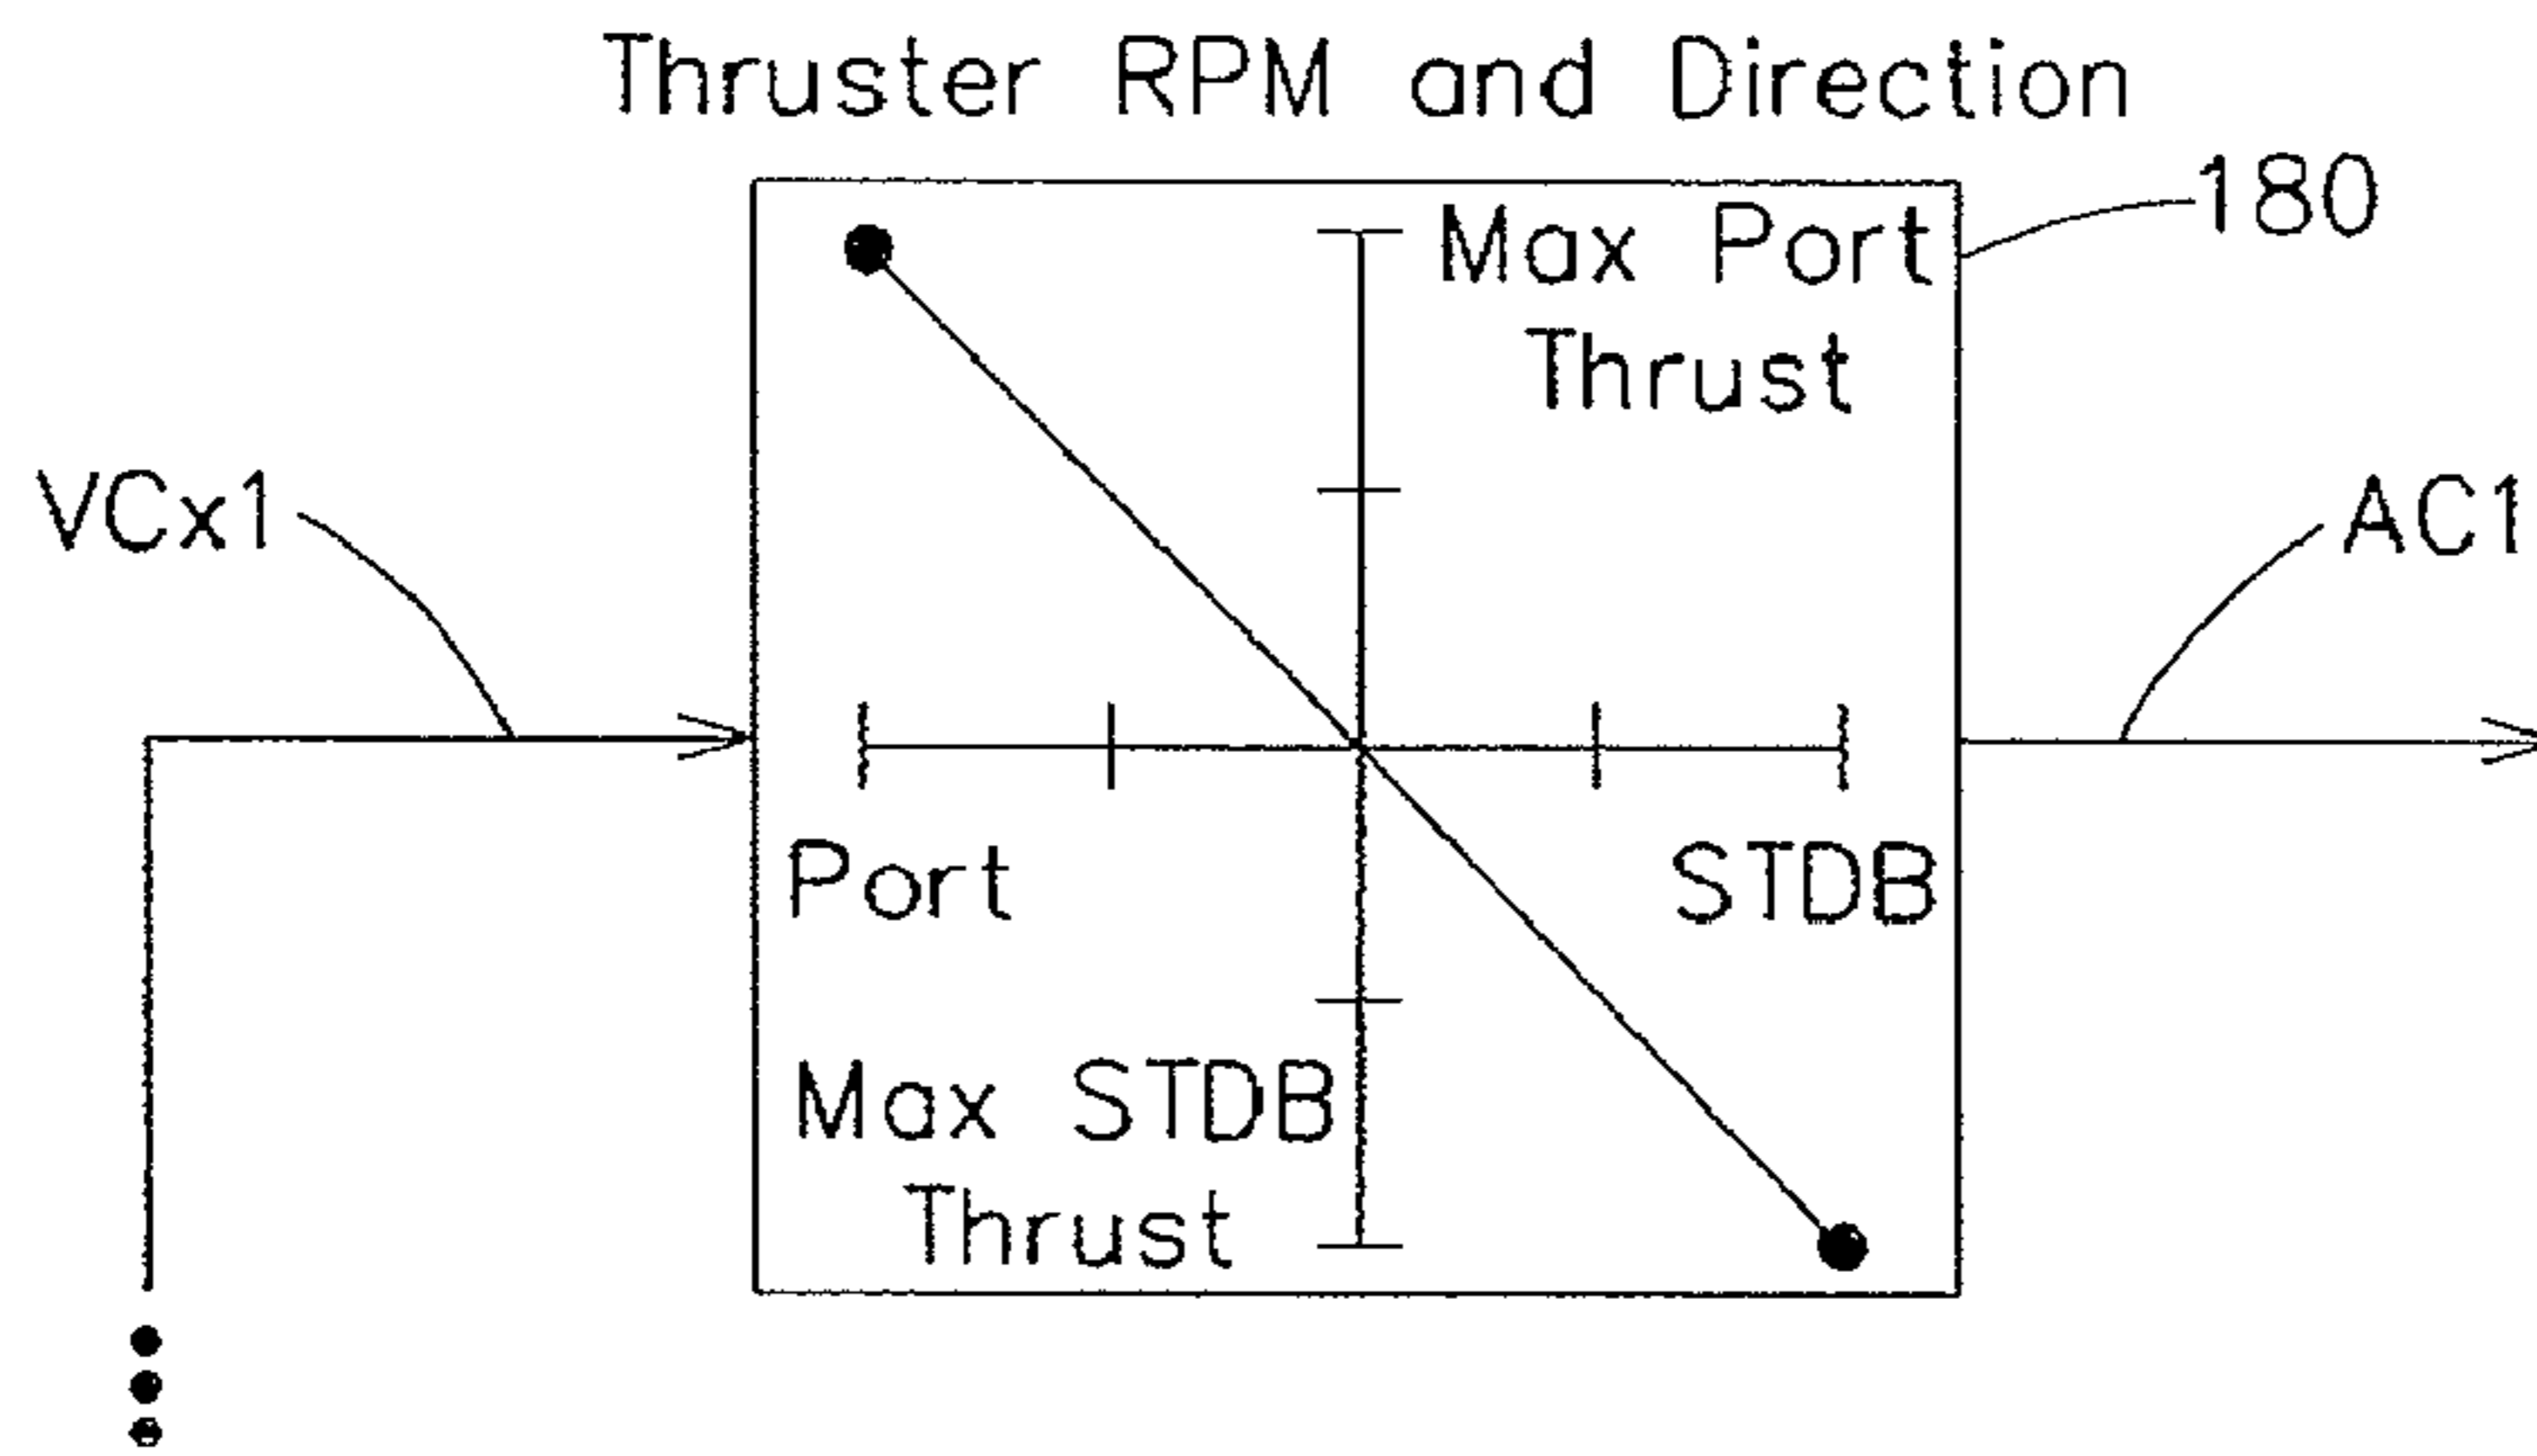 Thruster RPM and Direction
180
Max Port
Thrust
VCx1
AC1
Port
STDB
Max STDB
Thrust